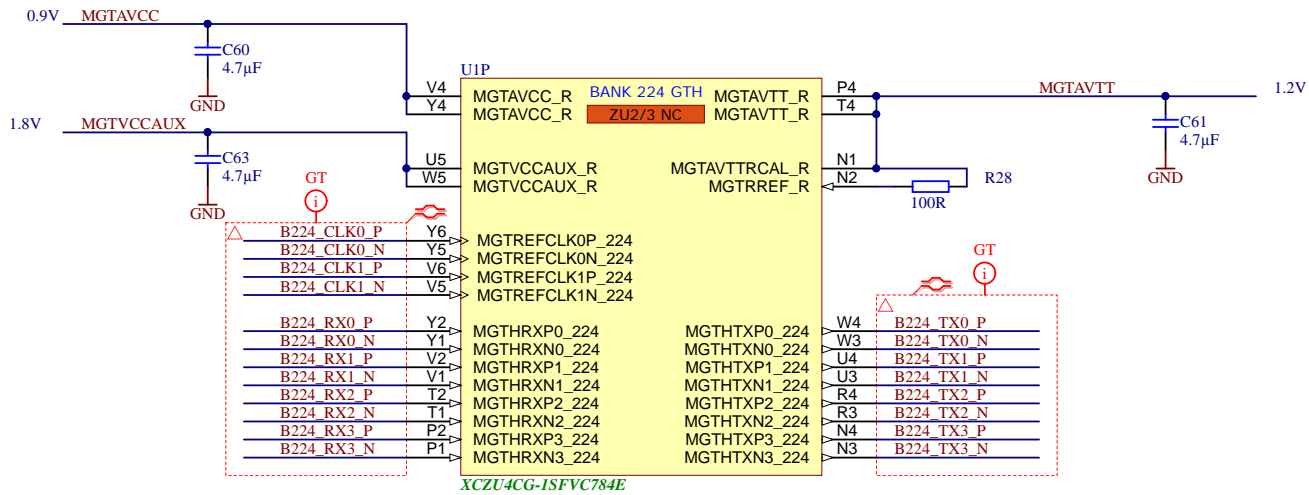 0.9V MGTAVCC
C60
4.7µF
GND
1.8V MGTVCCAUX
C63
4.7µF
GND
U1P
BANK 224 GTH
ZU2/3 NC
V4 MGTAVCC_R
Y4 MGTAVCC_R
U5 MGTVCCAUX_R
W5 MGTVCCAUX_R
MGTAVTT_R P4
MGTAVTT_R T4
MGTAVTTRCAL_R N1
MGTRREF_R N2
MGTAVTT 1.2V
C61
4.7µF
GND
R28
100R
GT
i
B224_CLK0_P Y6 MGTREFCLK0P_224
B224_CLK0_N Y5 MGTREFCLK0N_224
B224_CLK1_P V6 MGTREFCLK1P_224
B224_CLK1_N V5 MGTREFCLK1N_224
B224_RX0_P Y2 MGTHRXP0_224
B224_RX0_N Y1 MGTHRXN0_224
B224_RX1_P V2 MGTHRXP1_224
B224_RX1_N V1 MGTHRXN1_224
B224_RX2_P T2 MGTHRXP2_224
B224_RX2_N T1 MGTHRXN2_224
B224_RX3_P P2 MGTHRXP3_224
B224_RX3_N P1 MGTHRXN3_224
GT
i
MGTHTXP0_224 W4 B224_TX0_P
MGTHTXN0_224 W3 B224_TX0_N
MGTHTXP1_224 U4 B224_TX1_P
MGTHTXN1_224 U3 B224_TX1_N
MGTHTXP2_224 R4 B224_TX2_P
MGTHTXN2_224 R3 B224_TX2_N
MGTHTXP3_224 N4 B224_TX3_P
MGTHTXN3_224 N3 B224_TX3_N
XCZU4CG-1SFVC784E